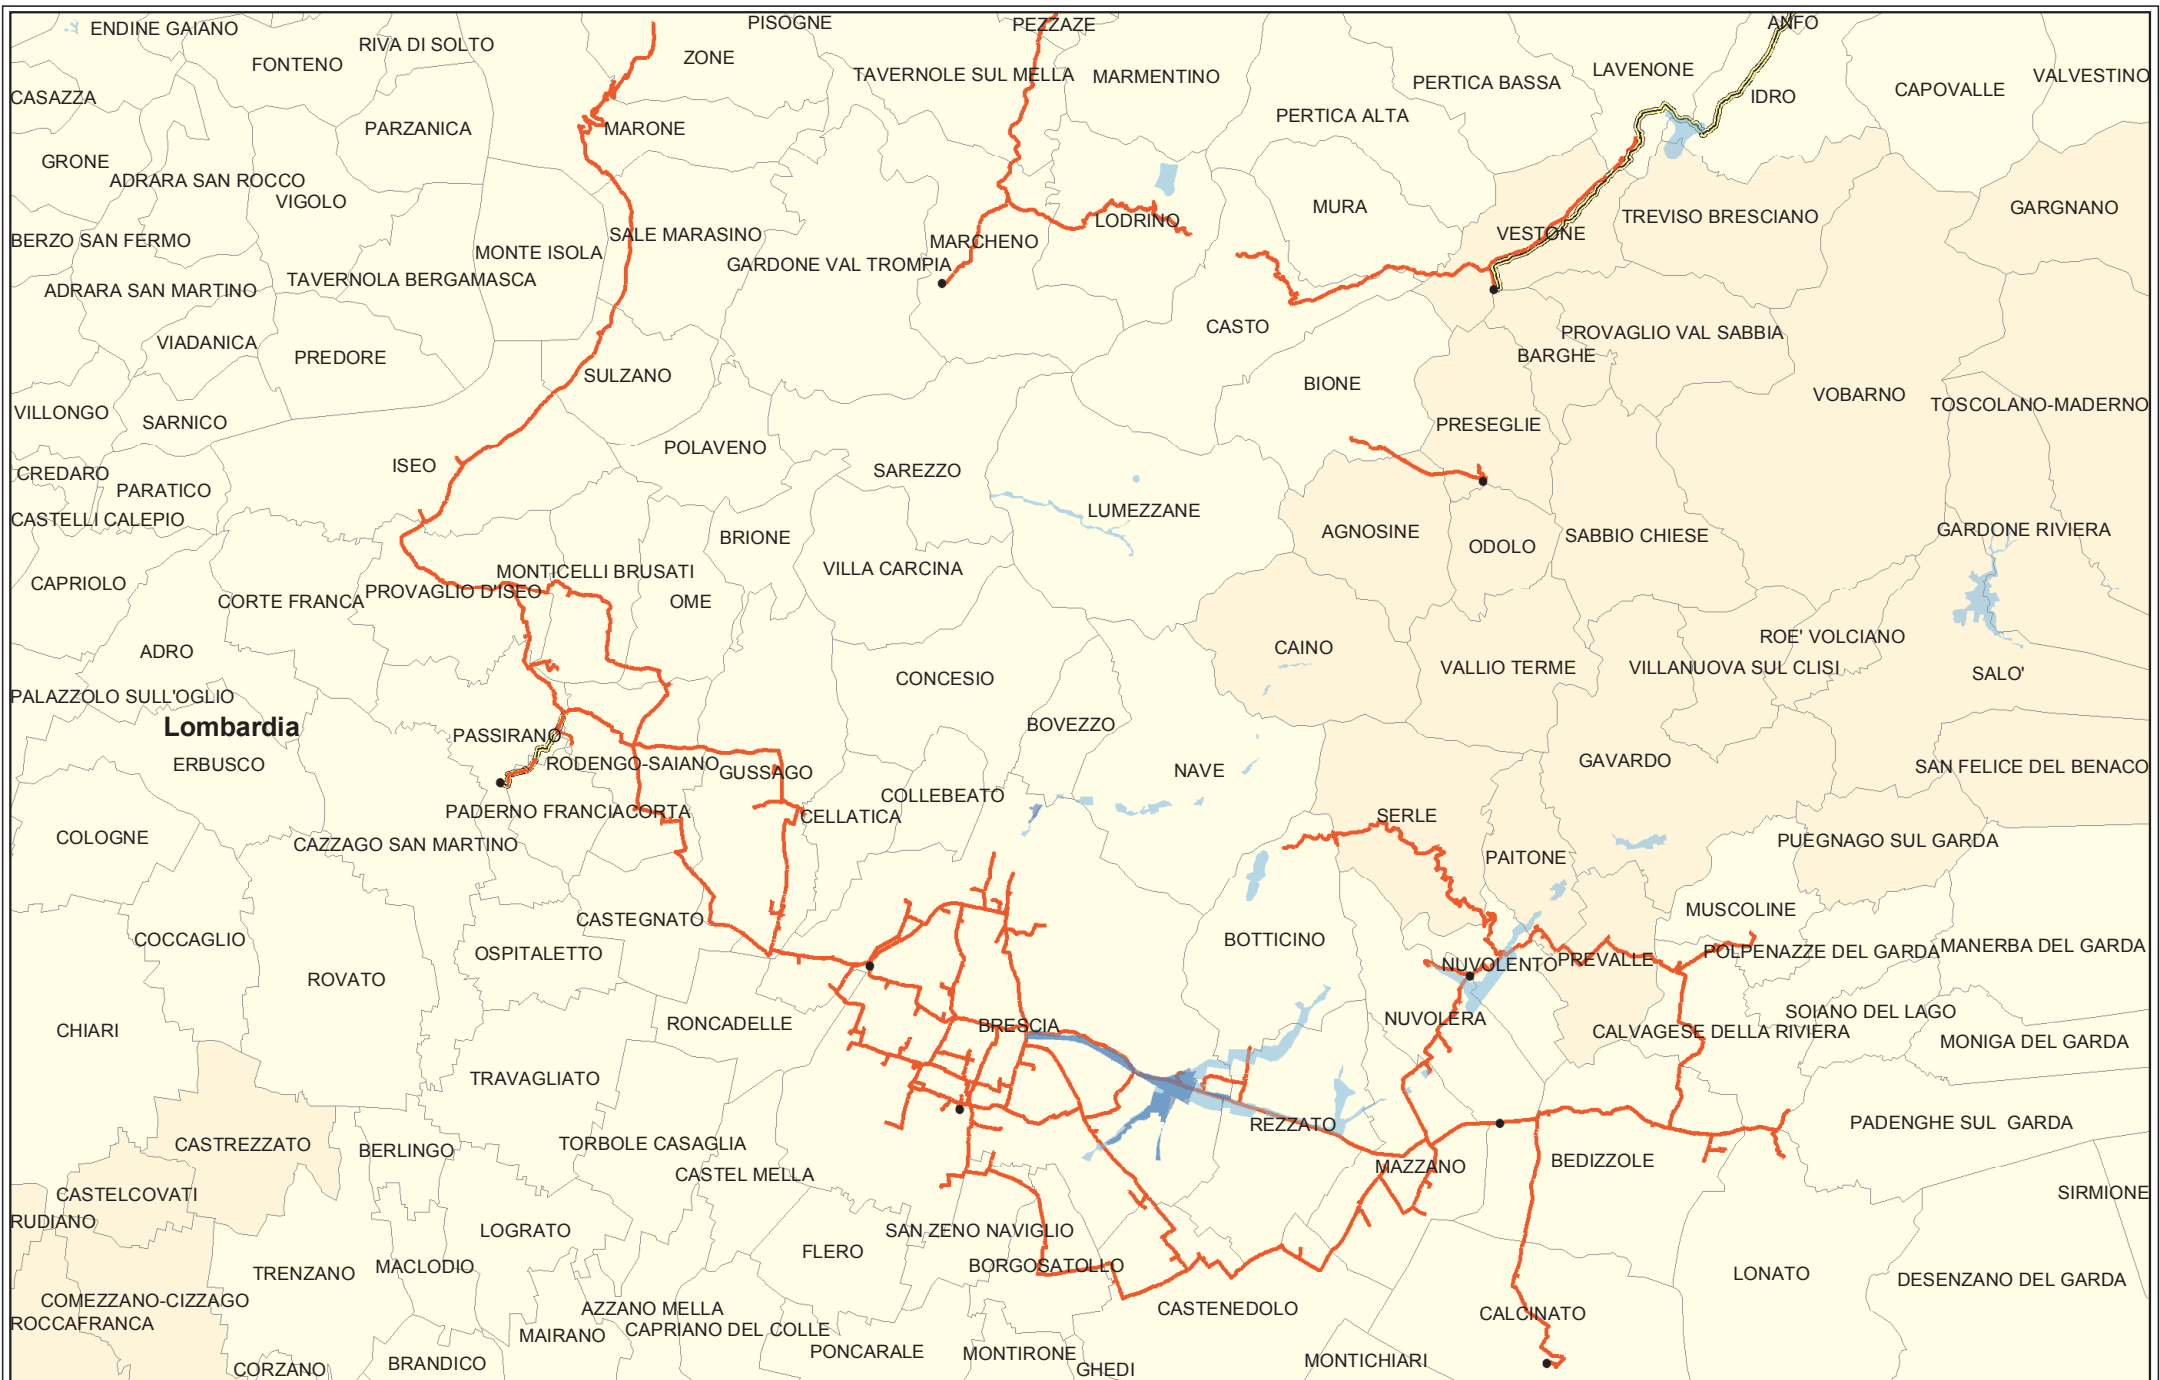 PISOGNE
PEZZAZE
ANFO
ENDINE GAIANO
RIVA DI SOLTO
ZONE
FONTENO
TAVERNOLE SUL MELLA
MARMENTINO
LAVENONE
VALVESTINO
PERTICA BASSA
CAPOVALLE
IDRO
CASAZZA
PERTICA ALTA
PARZANICA
MARONE
GRONE
ADRARA SAN ROCCO
VIGOLO
MURA
GARGNANO
TREVISO BRESCIANO
LODRINO
VESTONE
SALE MARASINO
BERZO SAN FERMO
MARCHENO
MONTE ISOLA
GARDONE VAL TROMPIA
TAVERNOLA BERGAMASCA
ADRARA SAN MARTINO
CASTO
PROVAGLIO VAL SABBIA
VIADANICA
PREDORE
BARGHE
SULZANO
BIONE
VOBARNO
TOSCOLANO-MADERNO
VILLONGO
SARNICO
PRESEGLIE
POLAVENO
ISEO
SAREZZO
CREDARO
PARATICO
LUMEZZANE
CASTELLI CALEPIO
AGNOSINE
GARDONE RIVIERA
SABBIO CHIESE
BRIONE
ODOLO
VILLA CARCINA
MONTICELLI BRUSATI
CAPRIOLO
PROVAGLIO D'ISEO
CORTE FRANCA
OME
ROE' VOLCIANO
CAINO
ADRO
VALLIO TERME
VILLANUOVA SUL CLISI
SALO'
CONCESIO
PALAZZOLO SULL'OGLIO
Lombardia
BOVEZZO
PASSIRANO
GAVARDO
ERBUSCO
RODENGO-SAIANO
GUSSAGO
NAVE
SAN FELICE DEL BENACO
COLLEBEATO
PADERNO FRANCIACORTA
CELLATICA
SERLE
COLOGNE
CAZZAGO SAN MARTINO
PUEGNAGO SUL GARDA
PAITONE
MUSCOLINE
CASTEGNATO
COCCAGLIO
BOTTICINO
OSPITALETTO
POLPENAZZE DEL GARDA
MANERBA DEL GARDA
NUVOLENTO
PREVALLE
ROVATO
SOIANO DEL LAGO
NUVOLERA
RONCADELLE
BRESCIA
CHIARI
CALVAGESE DELLA RIVIERA
MONIGA DEL GARDA
TRAVAGLIATO
REZZATO
PADENGHE SUL GARDA
CASTREZZATO
TORBOLE CASAGLIA
BERLINGO
BEDIZZOLE
MAZZANO
CASTEL MELLA
CASTELCOVATI
SIRMIONE
RUDIANO
LOGRATO
SAN ZENO NAVIGLIO
FLERO
MACLODIO
BORGOSATOLLO
TRENZANO
LONATO
DESENZANO DEL GARDA
COMEZZANO-CIZZAGO
AZZANO MELLA
CASTENEDOLO
CALCINATO
ROCCAFRANCA
CAPRIANO DEL COLLE
MAIRANO
PONCARALE
MONTIRONE
MONTICHIARI
BRANDICO
CORZANO
GHEDI